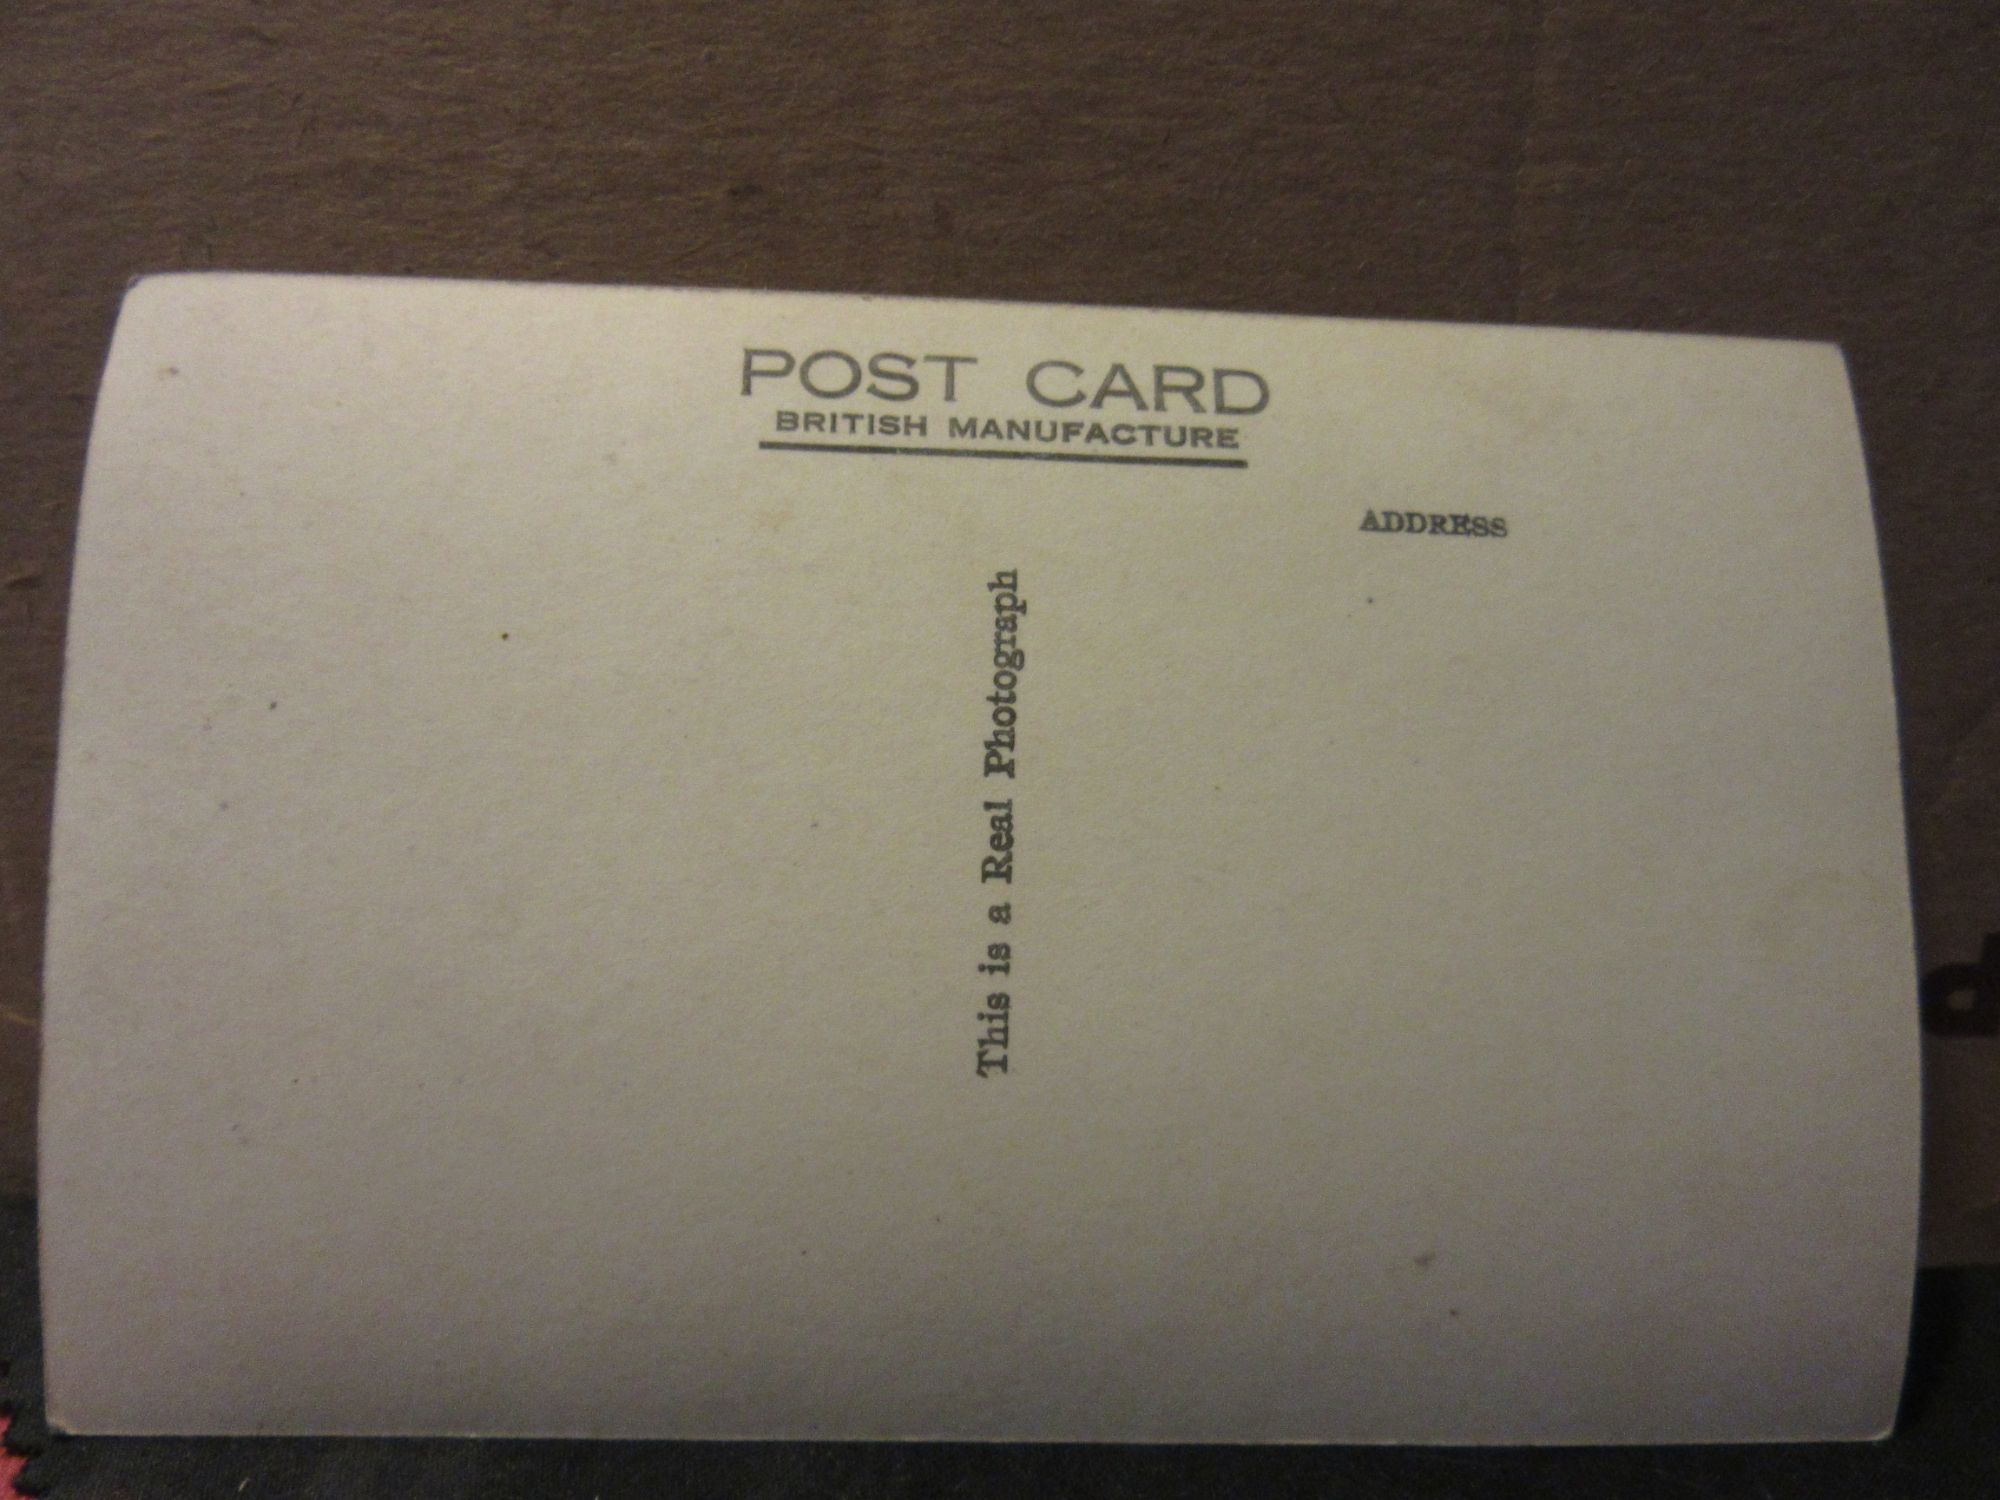 POST CARD
BRITISH MANUFACTURE
ADDRESS
This is a Real Photograph